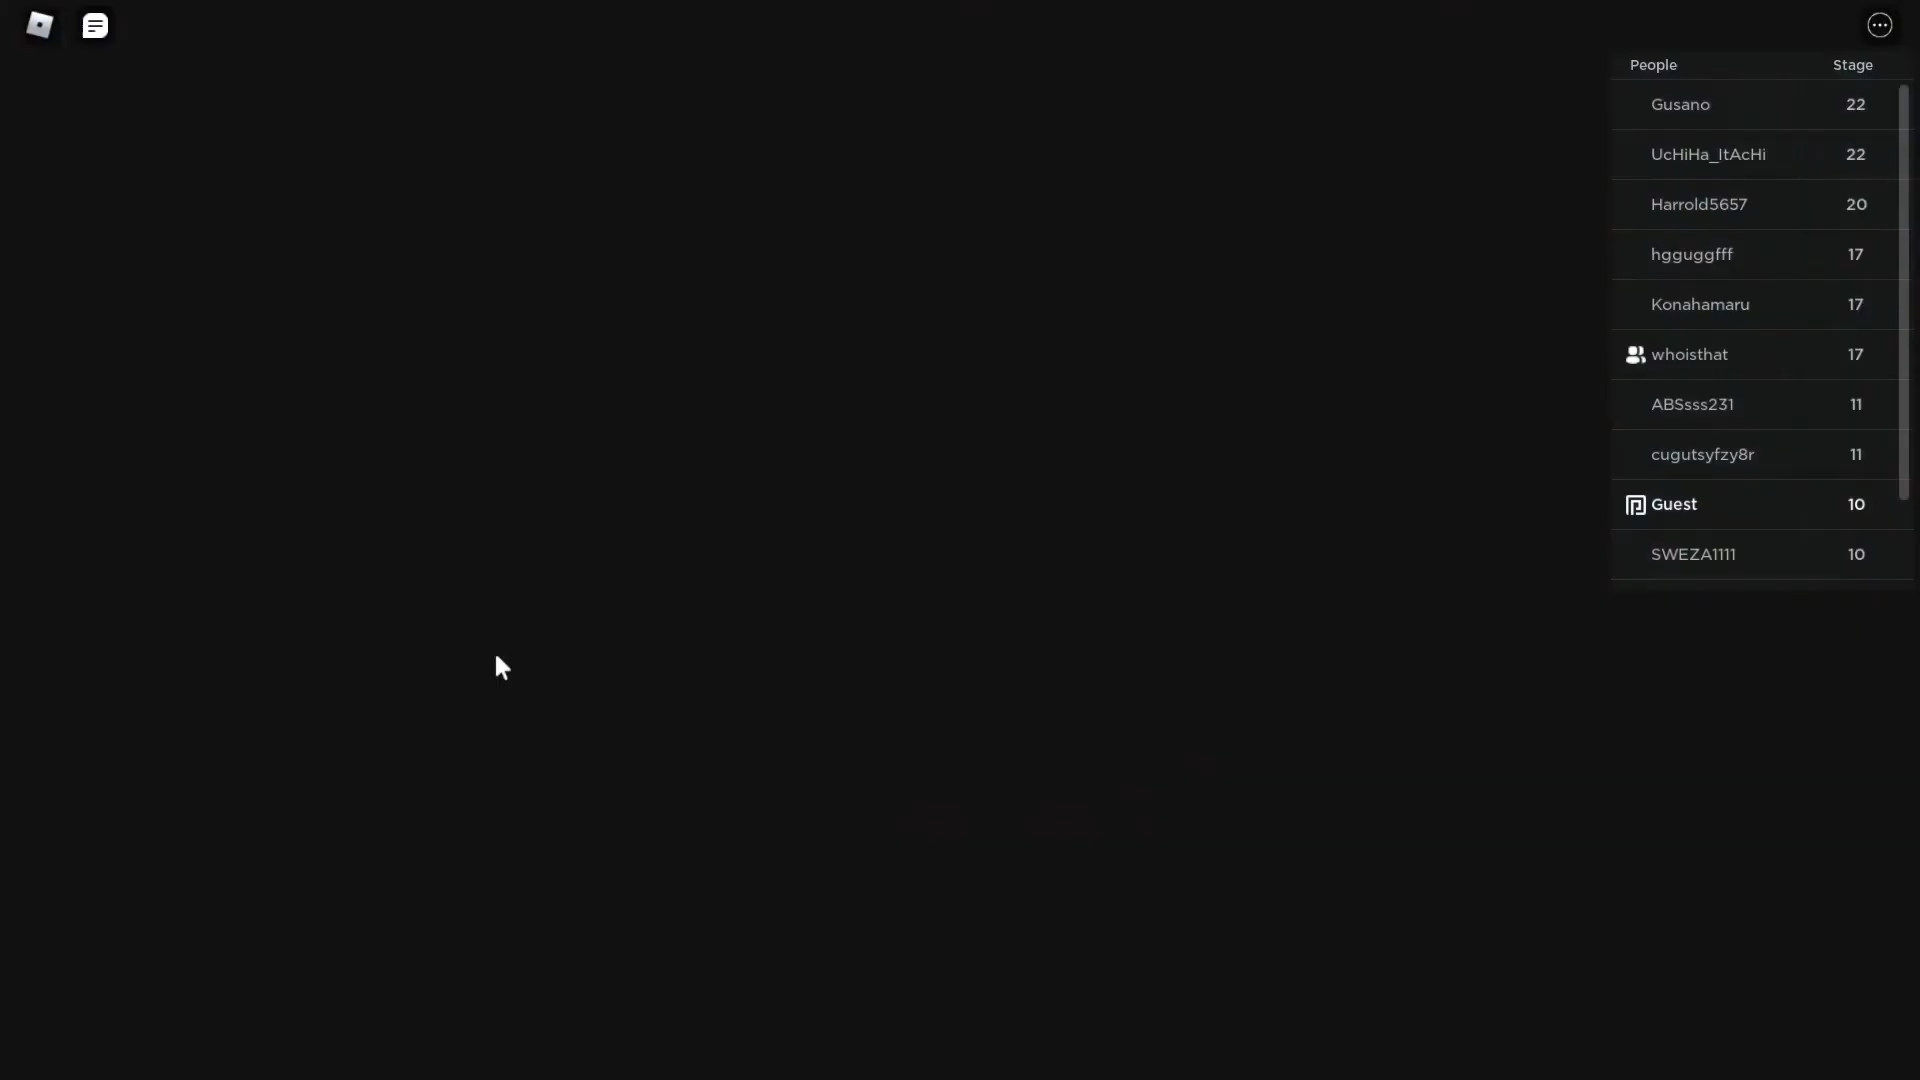 People Stage
Gusano 22
UcHiHa_ItAcHi 22
Harrold5657 20
hgguggfff 17
Konahamaru 17
whoisthat 17
ABSsss231 11
cugutsyfzy8r 11
Guest 10
SWEZA1111 10